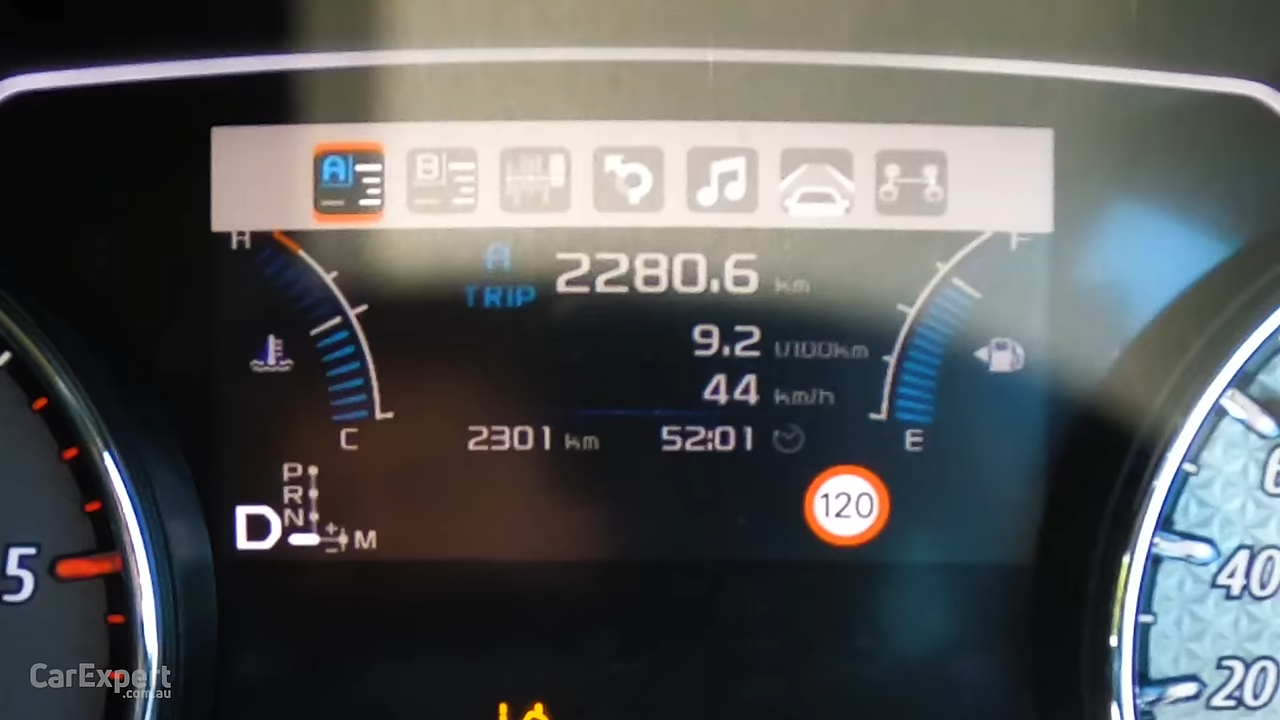 A B
H F
A
TRIP 2280.6 km
9.2 l/100km
44 km/h
C E
2301 km 52:01
P
R
N
D + - M
120
5
6
40
20
CarExpert
.com.au